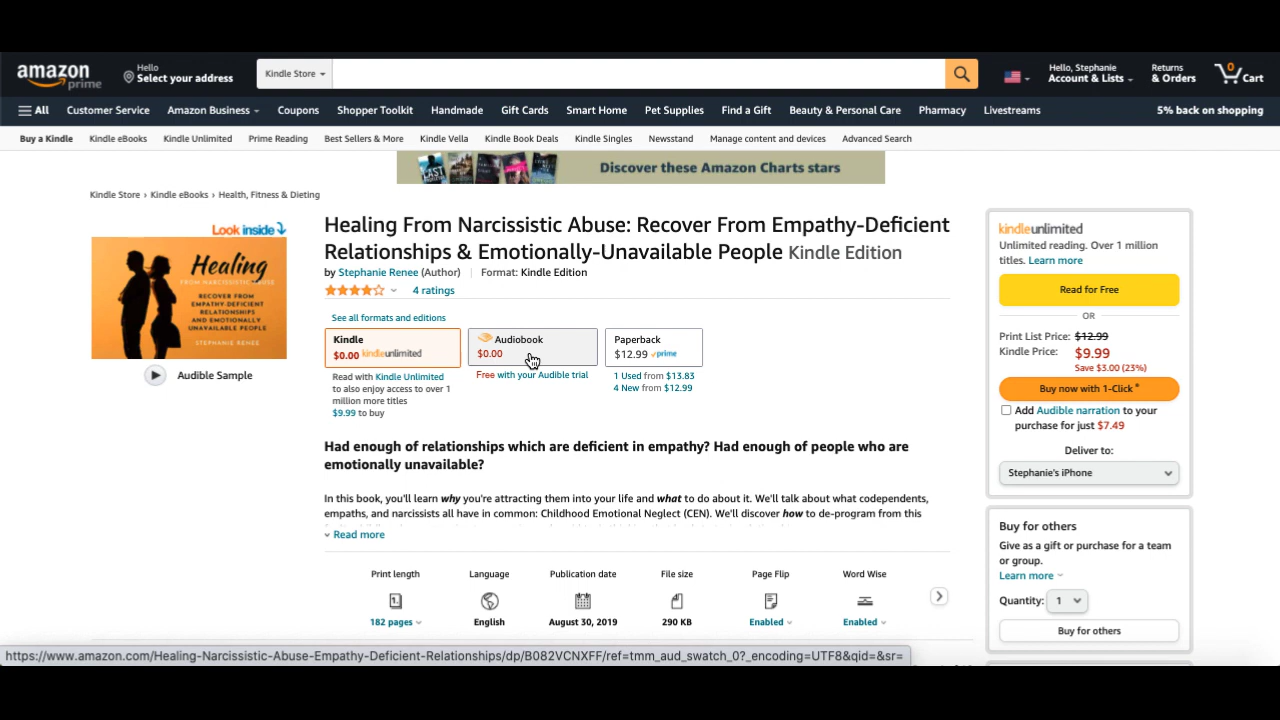 amazon prime
Hello
Select your address
Kindle Store
Hello, Stephanie
Account & Lists
Returns
& Orders
0
Cart
All
Customer Service
Amazon Business
Coupons
Shopper Toolkit
Handmade
Gift Cards
Smart Home
Pet Supplies
Find a Gift
Beauty & Personal Care
Pharmacy
Livestreams
5% back on shopping
Buy a Kindle
Kindle eBooks
Kindle Unlimited
Prime Reading
Best Sellers & More
Kindle Vella
Kindle Book Deals
Kindle Singles
Newsstand
Manage content and devices
Advanced Search
Discover these Amazon Charts stars
Kindle Store › Kindle eBooks › Health, Fitness & Dieting
Look inside
Healing
FROM NARCISSISTIC ABUSE
RECOVER FROM
EMPATHY-DEFICIENT
RELATIONSHIPS
AND EMOTIONALLY
UNAVAILABLE PEOPLE
STEPHANIE RENEE
Audible Sample
Healing From Narcissistic Abuse: Recover From Empathy-Deficient
Relationships & Emotionally-Unavailable People Kindle Edition
by Stephanie Renee (Author) | Format: Kindle Edition
4 ratings
See all formats and editions
Kindle
$0.00 kindleunlimited
Read with Kindle Unlimited
to also enjoy access to over 1
million more titles
$9.99 to buy
Audiobook
$0.00
Free with your Audible trial
Paperback
$12.99 prime
1 Used from $13.83
4 New from $12.99
Had enough of relationships which are deficient in empathy? Had enough of people who are
emotionally unavailable?
In this book, you'll learn why you're attracting them into your life and what to do about it. We'll talk about what codependents,
empaths, and narcissists all have in common: Childhood Emotional Neglect (CEN). We'll discover how to de-program from this
Read more
Print length
182 pages
Language
English
Publication date
August 30, 2019
File size
290 KB
Page Flip
Enabled
Word Wise
Enabled
kindleunlimited
Unlimited reading. Over 1 million
titles. Learn more
Read for Free
OR
Print List Price: $12.99
Kindle Price: $9.99
Save $3.00 (23%)
Buy now with 1-Click ®
Add Audible narration to your
purchase for just $7.49
Deliver to:
Stephanie's iPhone
Buy for others
Give as a gift or purchase for a team
or group.
Learn more
Quantity: 1
Buy for others
https://www.amazon.com/Healing-Narcissistic-Abuse-Empathy-Deficient-Relationships/dp/B082VCNXFF/ref=tmm_aud_swatch_0?_encoding=UTF8&qid=&sr=